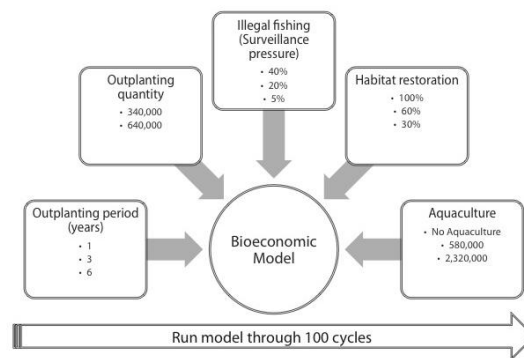 Illegal fishing
(Surveillance
pressure)
• 40%
• 20%
• 5%
Outplanting
quantity
• 340,000
• 640,000
Habitat restoration
• 100%
• 60%
• 30%
Outplanting period
(years)
• 1
• 3
• 6
Bioeconomic
Model
Aquaculture
• No Aquaculture
• 580,000
• 2,320,000
Run model through 100 cycles